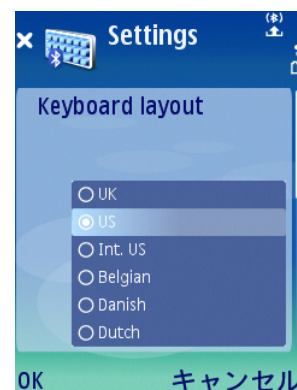 Settings
Keyboard layout
UK
US
Int. US
Belgian
Danish
Dutch
OK キャンセル